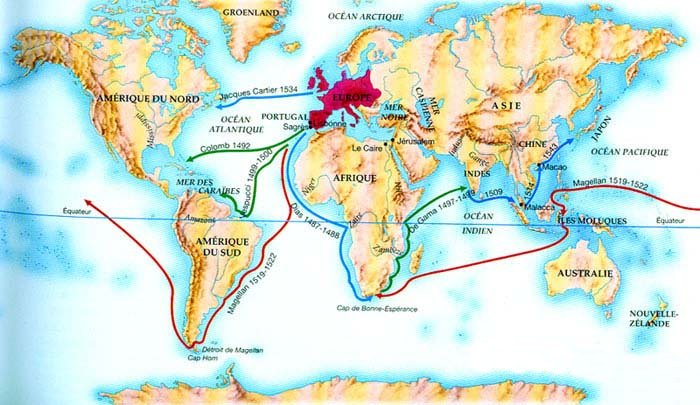 GROENLAND
OCÉAN ARCTIQUE
Jacques Cartier 1534
AMÉRIQUE DU NORD
EUROPE
ASIE
OCÉAN
ATLANTIQUE
PORTUGAL
Sagrès
Lisbonne
MER
NOIRE
MER
CASPIENNE
Colomb 1492
Le Caire
Jérusalem
CHINE
JAPON
1543
OCÉAN PACIFIQUE
Macao
Gange
INDES
MER DES
CARAÏBES
Vespucci 1499-1500
Niger
AFRIQUE
De Gama 1497-1499
1509
Malacca
Magellan 1519-1522
Équateur
Amazone
Dias 1487-1488
Zaïre
OCÉAN
INDIEN
ÎLES MOLUQUES
Équateur
AMÉRIQUE
DU SUD
Magellan 1519-1522
Zambèze
AUSTRALIE
Cap de Bonne-Espérance
NOUVELLE-
ZÉLANDE
Détroit de Magellan
Cap Horn